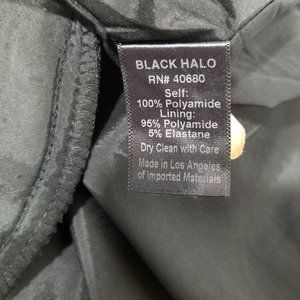 BLACK HALO
RN# 40680
Self:
100% Polyamide
Lining:
95% Polyamide
5% Elastane
Dry Clean with Care
Made in Los Angeles
of imported Materials